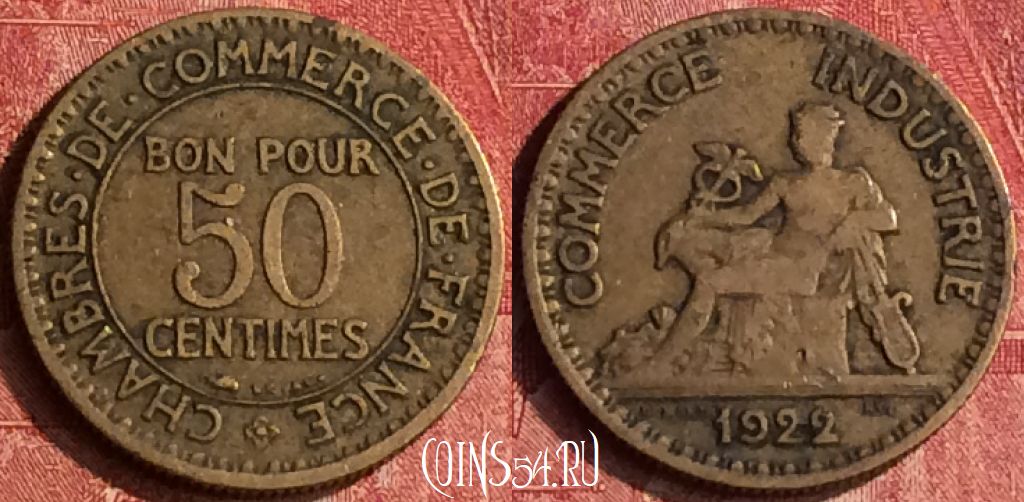 CHAMBRES · DE · COMMERCE · DE · FRANCE
BON POUR
50
CENTIMES
COMMERCE INDUSTRIE
1922
COINS54.RU